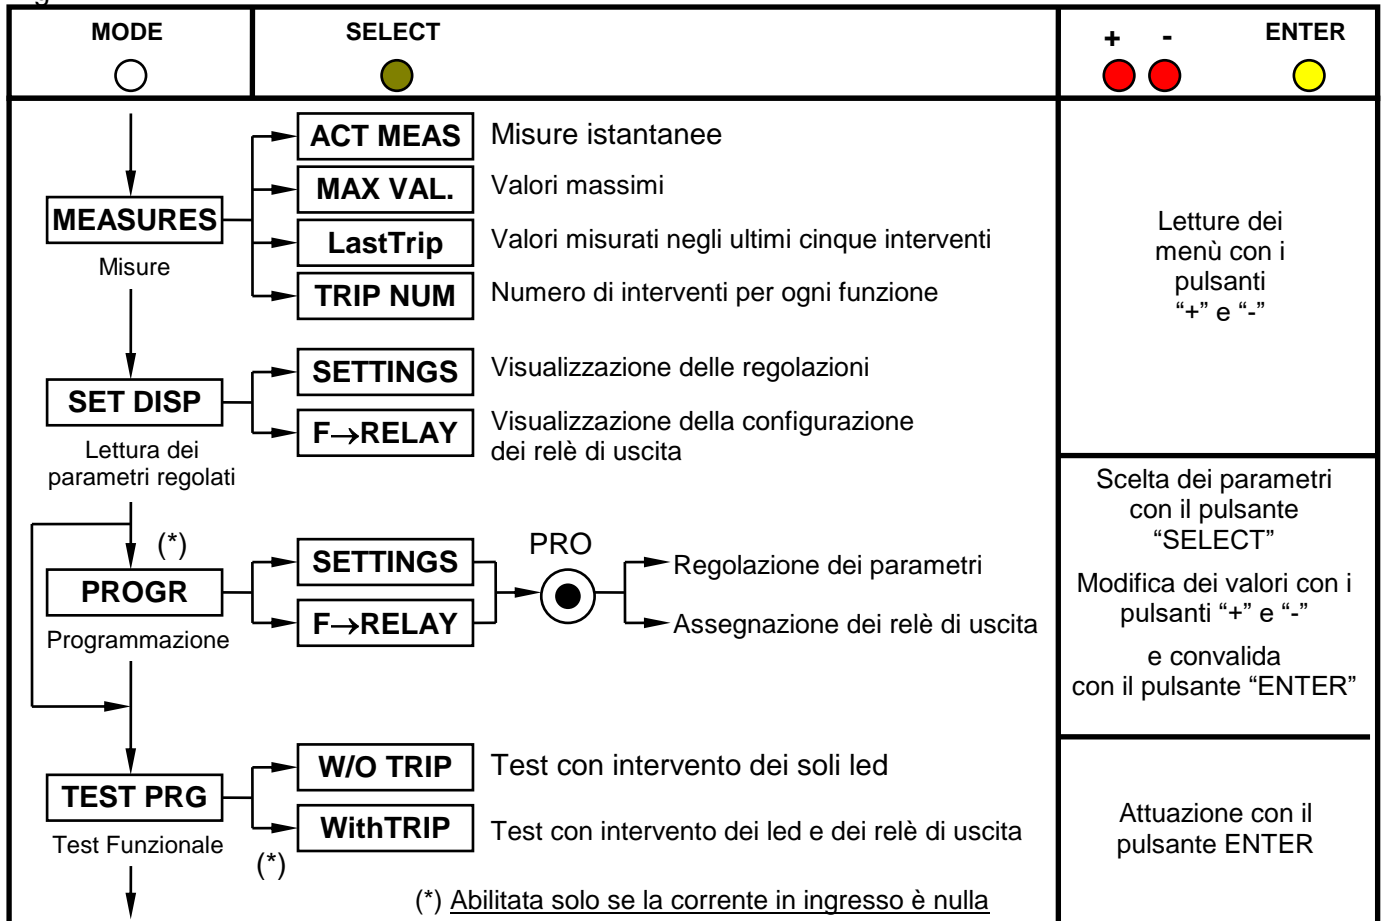 MODE
SELECT
+ -
ENTER
ACT MEAS Misure istantanee
MAX VAL. Valori massimi
MEASURES
LastTrip Valori misurati negli ultimi cinque interventi
Misure
TRIP NUM Numero di interventi per ogni funzione
Letture dei
menù con i
pulsanti
“+” e “-”
SETTINGS Visualizzazione delle regolazioni
SET DISP
F→RELAY Visualizzazione della configurazione
dei relè di uscita
Lettura dei
parametri regolati
(*)
SETTINGS
PRO
Regolazione dei parametri
PROGR
F→RELAY
Assegnazione dei relè di uscita
Programmazione
Scelta dei parametri
con il pulsante
“SELECT”
Modifica dei valori con i
pulsanti “+” e “-”
e convalida
con il pulsante “ENTER”
W/O TRIP Test con intervento dei soli led
TEST PRG
WithTRIP Test con intervento dei led e dei relè di uscita
Test Funzionale
(*)
Attuazione con il
pulsante ENTER
(*) Abilitata solo se la corrente in ingresso è nulla